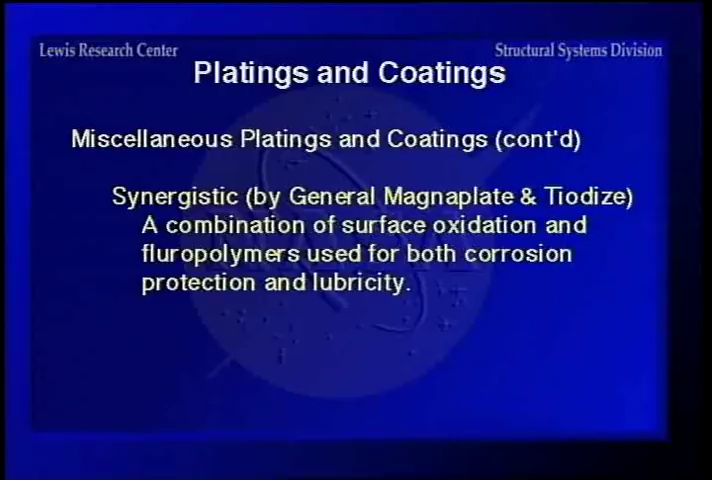 Lewis Research Center
Structural Systems Division
Platings and Coatings
Miscellaneous Platings and Coatings (cont'd)
Synergistic (by General Magnaplate & Tiodize)
A combination of surface oxidation and
fluropolymers used for both corrosion
protection and lubricity.